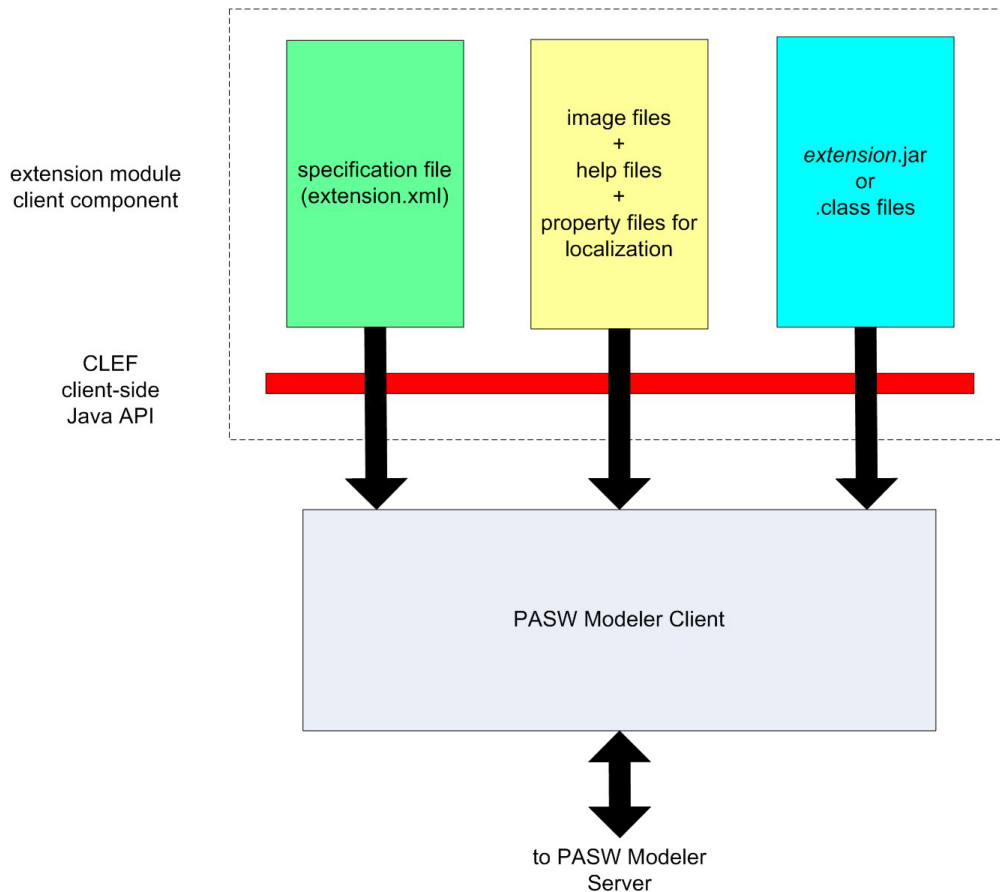 extension module
client component
specification file
(extension.xml)
image files
+
help files
+
property files for
localization
extension.jar
or
.class files
CLEF
client-side
Java API
PASW Modeler Client
to PASW Modeler
Server